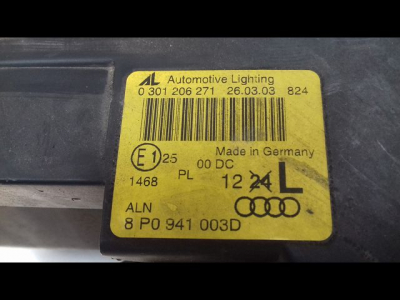 AL Automotive Lighting
0 301 206 271 26.03.03 824
Made in Germany
E1 25 00 DC
1468 PL 12 24 L
ALN
8 P0 941 003D